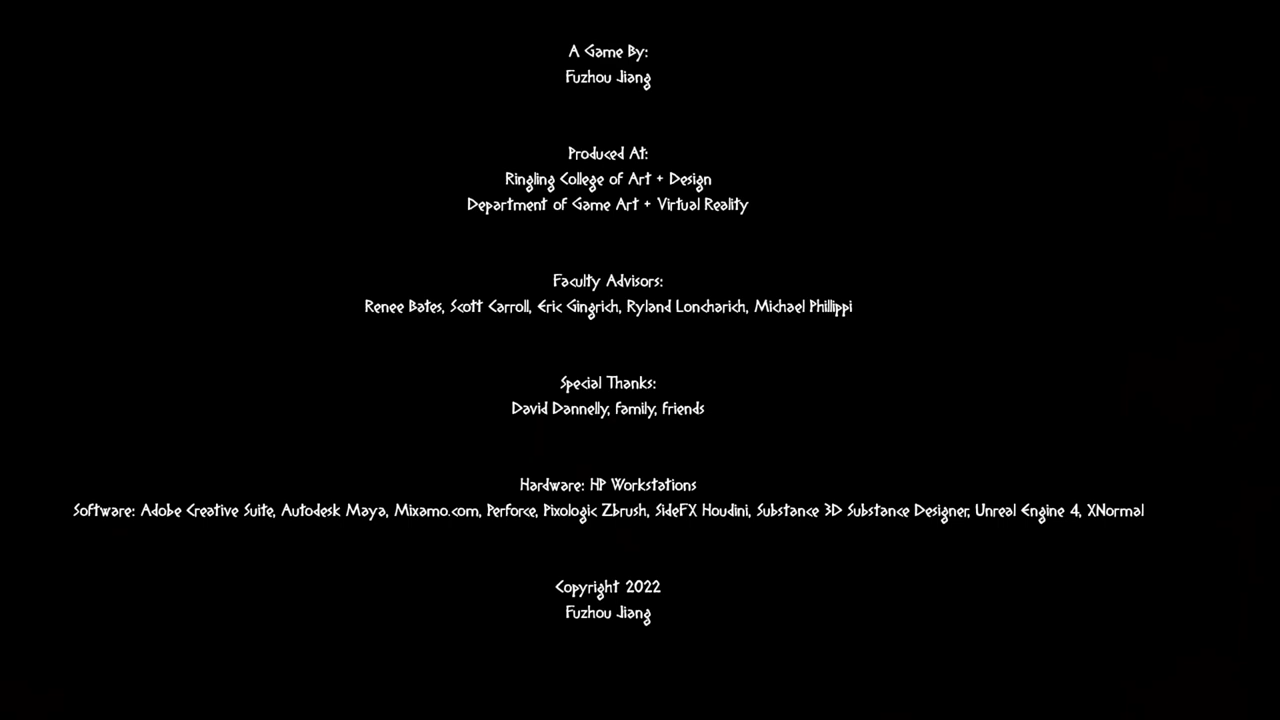 A Game By:
Fuzhou Jiang
Produced At:
Ringling College of Art + Design
Department of Game Art + Virtual Reality
Faculty Advisors:
Renee Bates, Scott Carroll, Eric Gingrich, Ryland Loncharich, Michael Phillippi
Special Thanks:
David Dannelly, family, friends
Hardware: HP Workstations
Software: Adobe Creative Suite, Autodesk Maya, Mixamo.com, Perforce, Pixologic Zbrush, SideFX Houdini, Substance 3D Substance Designer, Unreal Engine 4, XNormal
Copyright 2022
Fuzhou Jiang